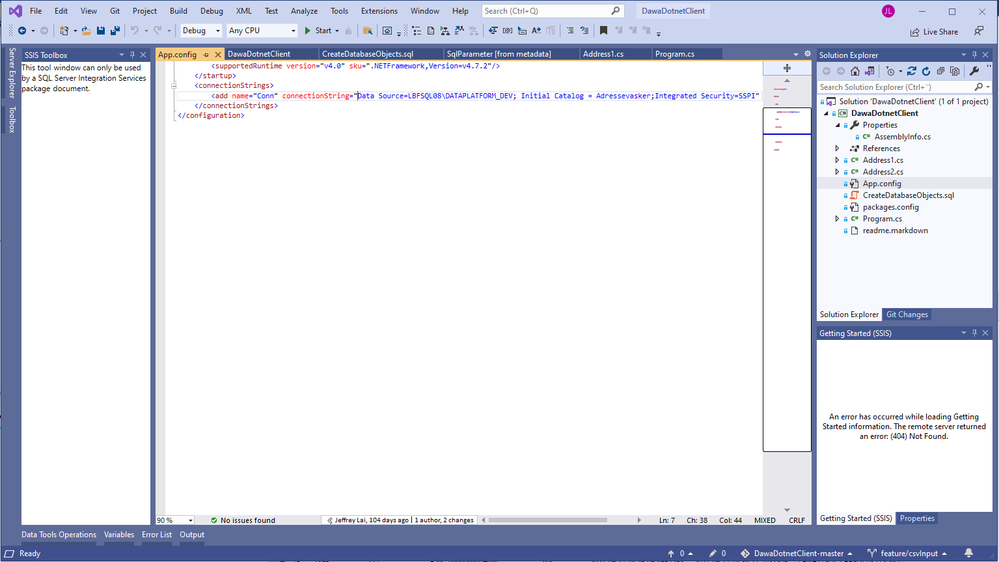 File Edit View Git Project Build Debug XML Test Analyze Tools Extensions Window Help Search (Ctrl+Q) DawaDotnetClient JL
Debug Any CPU Start Live Share
Server Explorer
Toolbox
SSIS Toolbox
This tool window can only be used
by a SQL Server Integration Services
package document.
App.config DawaDotnetClient CreateDatabaseObjects.sql SqlParameter [from metadata] Address1.cs Program.cs
<supportedRuntime version="v4.0" sku=".NETFramework,Version=v4.7.2"/>
</startup>
<connectionStrings>
<add name="Conn" connectionString="Data Source=LBFSQL08\DATAPLATFORM_DEV; Initial Catalog = Adressevasker;Integrated Security=SSPI"
</connectionStrings>
</configuration>
90 % No issues found Jeffrey Lai, 104 days ago | 1 author, 2 changes Ln: 7 Ch: 38 Col: 44 MIXED CRLF
Solution Explorer
Search Solution Explorer (Ctrl+¨)
Solution 'DawaDotnetClient' (1 of 1 project)
C# DawaDotnetClient
Properties
C# AssemblyInfo.cs
References
C# Address1.cs
C# Address2.cs
App.config
CreateDatabaseObjects.sql
packages.config
C# Program.cs
readme.markdown
Solution Explorer Git Changes
Getting Started (SSIS)
An error has occurred while loading Getting
Started information. The remote server returned
an error: (404) Not Found.
Getting Started (SSIS) Properties
Data Tools Operations Variables Error List Output
Ready 0 0 DawaDotnetClient-master feature/csvInput